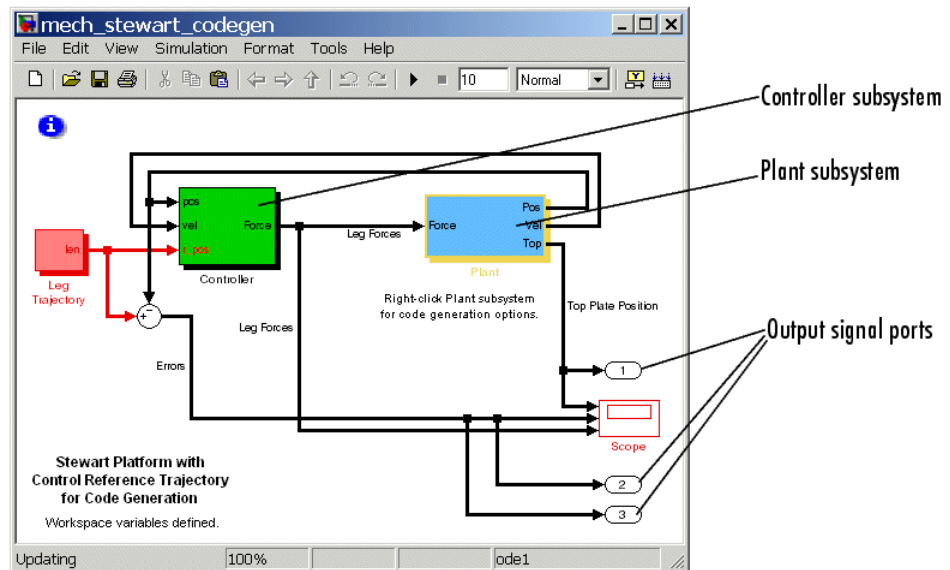 mech_stewart_codegen
File Edit View Simulation Format Tools Help
10 Normal
Controller subsystem
Plant subsystem
pos
vel
r_pos
Force
Controller
Leg Forces
Force
Pos
Vel
Top
Plant
len
Leg
Trajectory
Right-click Plant subsystem
for code generation options.
Top Plate Position
Leg Forces
Errors
Output signal ports
1
Scope
2
3
Stewart Platform with
Control Reference Trajectory
for Code Generation
Workspace variables defined.
Updating 100% ode1